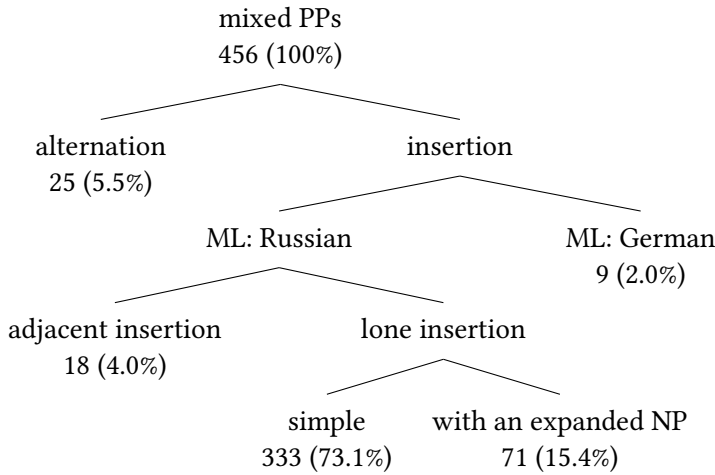 mixed PPs
456 (100%)
alternation
25 (5.5%)
insertion
ML: Russian
ML: German
9 (2.0%)
adjacent insertion
18 (4.0%)
lone insertion
simple
333 (73.1%)
with an expanded NP
71 (15.4%)